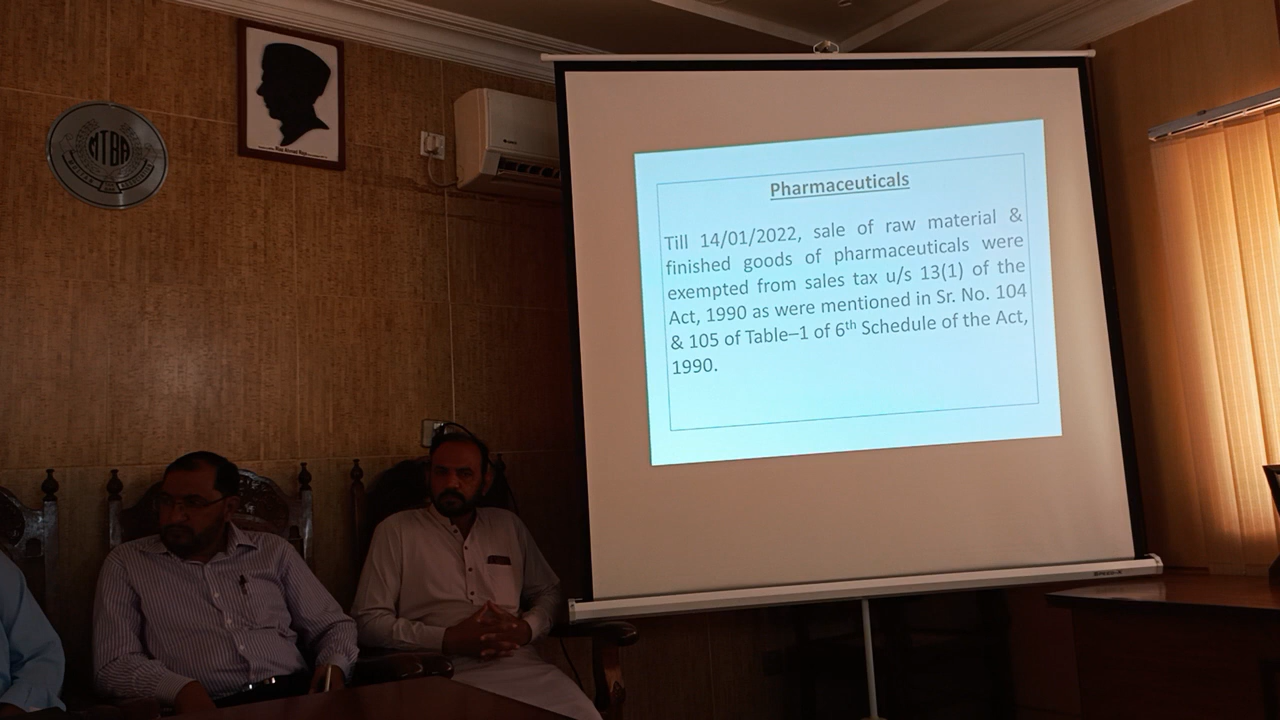 MTBA
Pharmaceuticals
Till 14/01/2022, sale of raw material &
finished goods of pharmaceuticals were
exempted from sales tax u/s 13(1) of the
Act, 1990 as were mentioned in Sr. No. 104
& 105 of Table–1 of 6th Schedule of the Act,
1990.